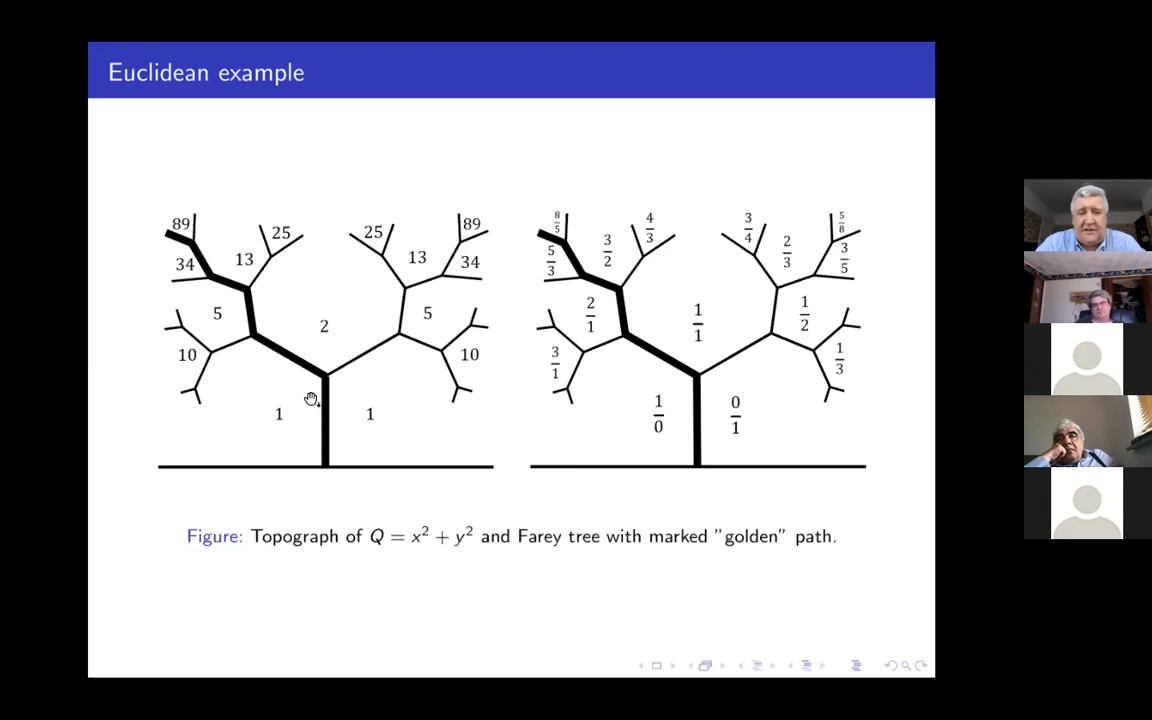 Euclidean example
89 25 25 89
34 13 13 34
5 2 5
10 10
1 1
8/5 4/3 3/4 5/8
5/3 3/2 2/3 3/5
2/1 1/1 1/2
3/1 1/3
1/0 0/1
Figure: Topograph of Q = x² + y² and Farey tree with marked ”golden” path.